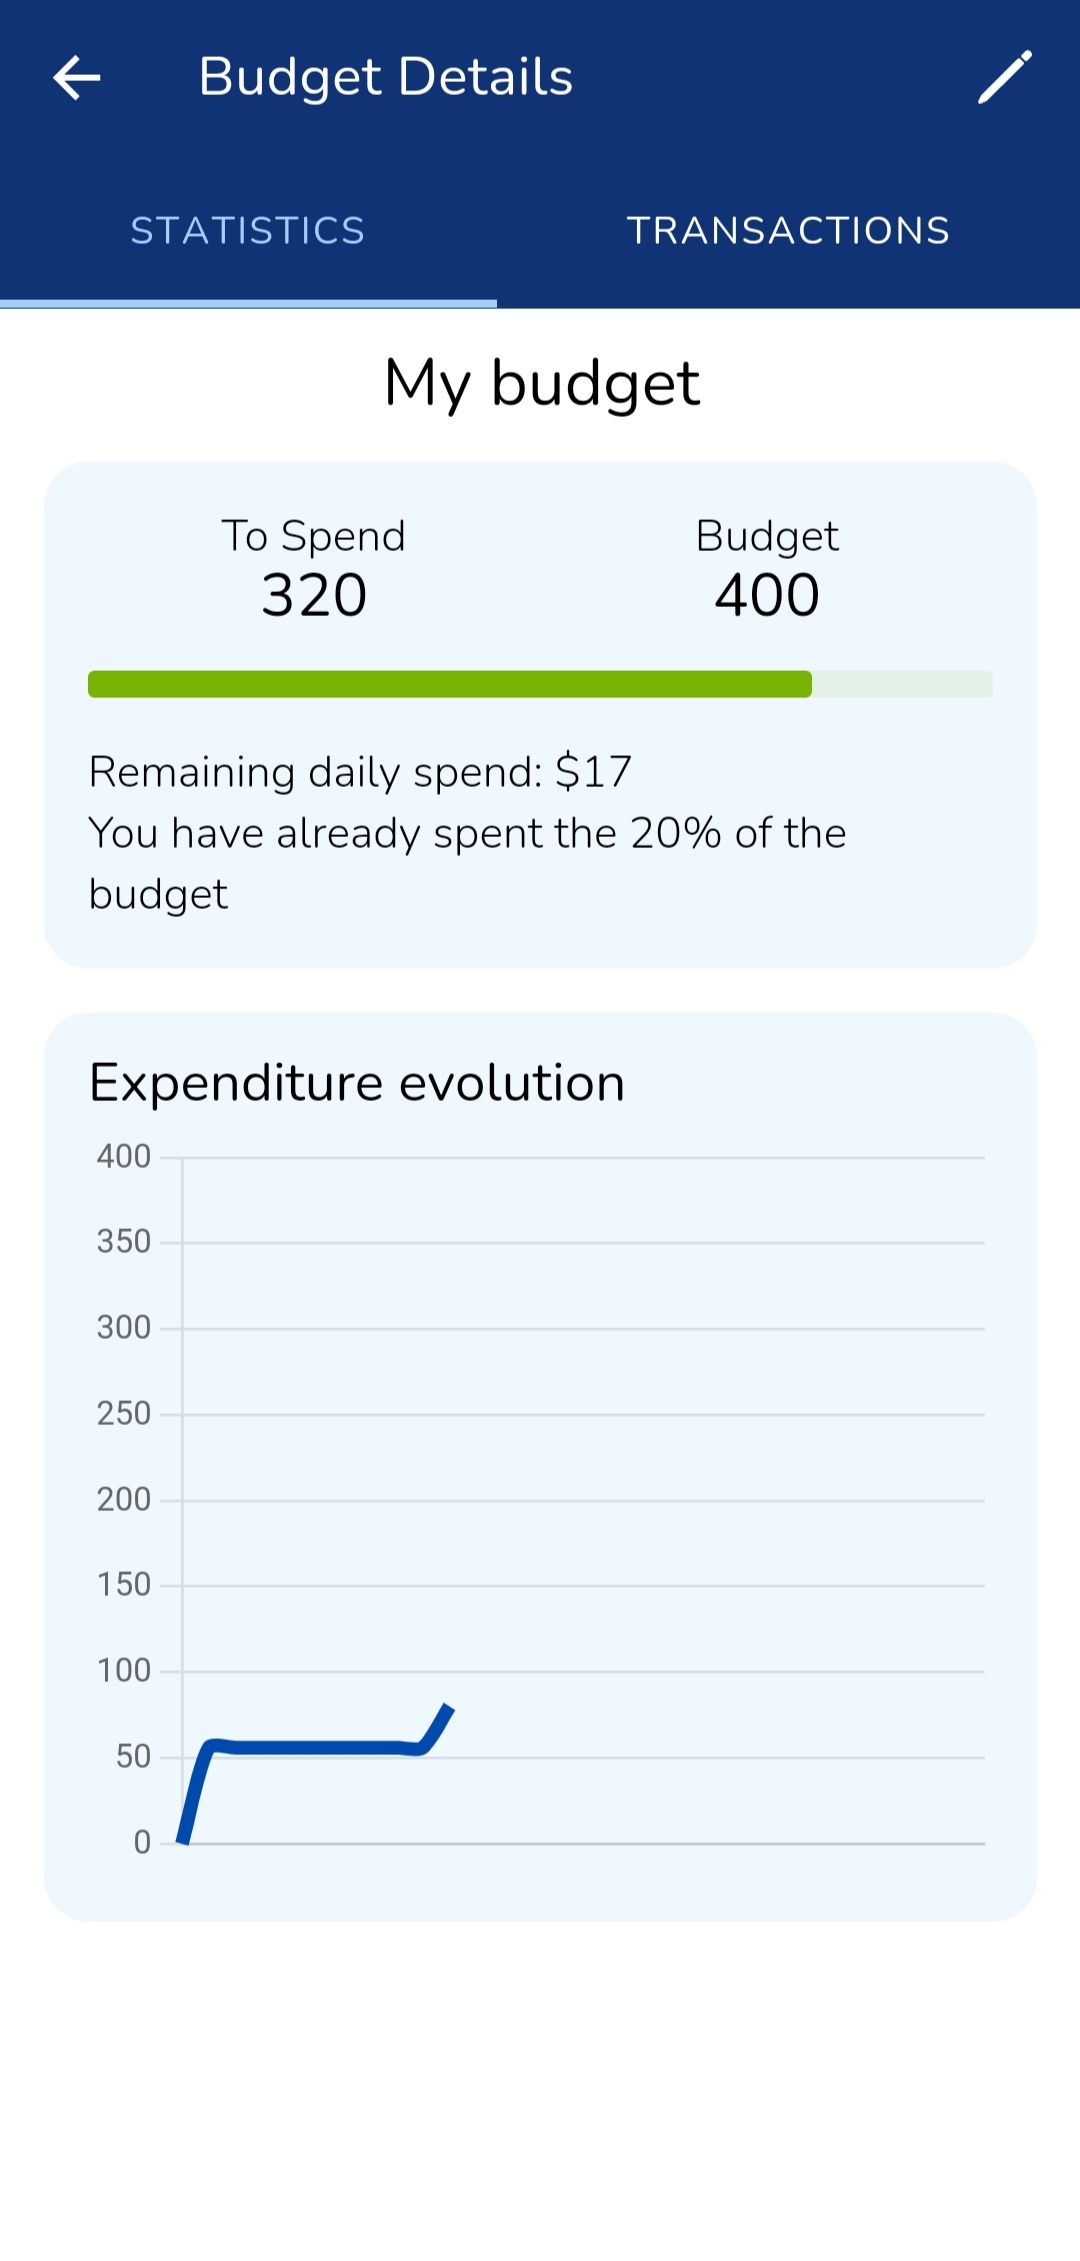 Budget Details
STATISTICS TRANSACTIONS
My budget
To Spend Budget
320 400
Remaining daily spend: $17
You have already spent the 20% of the
budget
Expenditure evolution
400
350
300
250
200
150
100
50
0